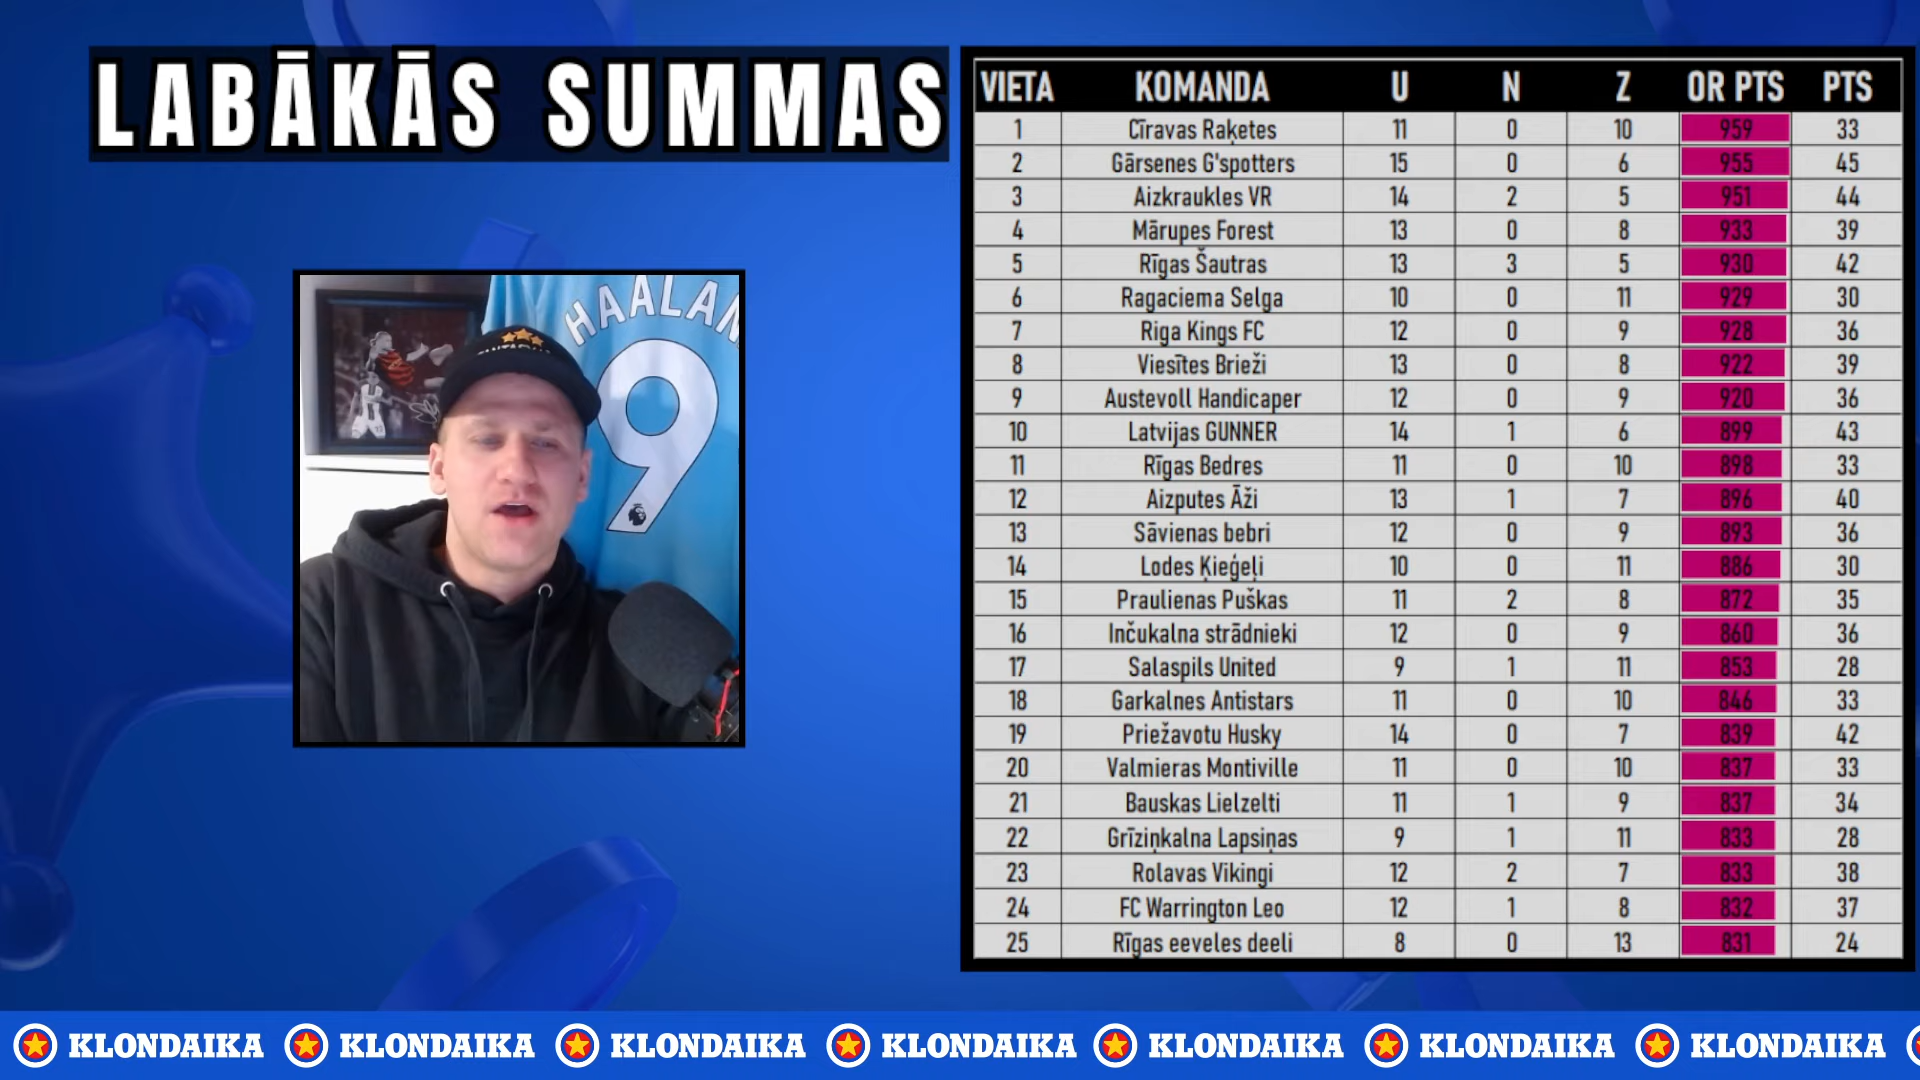 LABĀKĀS SUMMAS
HAALAN
9
VIETA KOMANDA U N Z OR PTS PTS
1 Cīravas Raķetes 11 0 10 959 33
2 Gārsenes G'spotters 15 0 6 955 45
3 Aizkraukles VR 14 2 5 951 44
4 Mārupes Forest 13 0 8 933 39
5 Rīgas Šautras 13 3 5 930 42
6 Ragaciema Selga 10 0 11 929 30
7 Riga Kings FC 12 0 9 928 36
8 Viesītes Brieži 13 0 8 922 39
9 Austevoll Handicaper 12 0 9 920 36
10 Latvijas GUNNER 14 1 6 899 43
11 Rīgas Bedres 11 0 10 898 33
12 Aizputes Āži 13 1 7 896 40
13 Sāvienas bebri 12 0 9 893 36
14 Lodes Ķieģeļi 10 0 11 886 30
15 Praulienas Puškas 11 2 8 872 35
16 Inčukalna strādnieki 12 0 9 860 36
17 Salaspils United 9 1 11 853 28
18 Garkalnes Antistars 11 0 10 846 33
19 Priežavotu Husky 14 0 7 839 42
20 Valmieras Montiville 11 0 10 837 33
21 Bauskas Lielzelti 11 1 9 837 34
22 Grīziņkalna Lapsiņas 9 1 11 833 28
23 Rolavas Vikingi 12 2 7 833 38
24 FC Warrington Leo 12 1 8 832 37
25 Rīgas eeveles deeli 8 0 13 831 24
KLONDAIKA KLONDAIKA KLONDAIKA KLONDAIKA KLONDAIKA KLONDAIKA KLONDAIKA